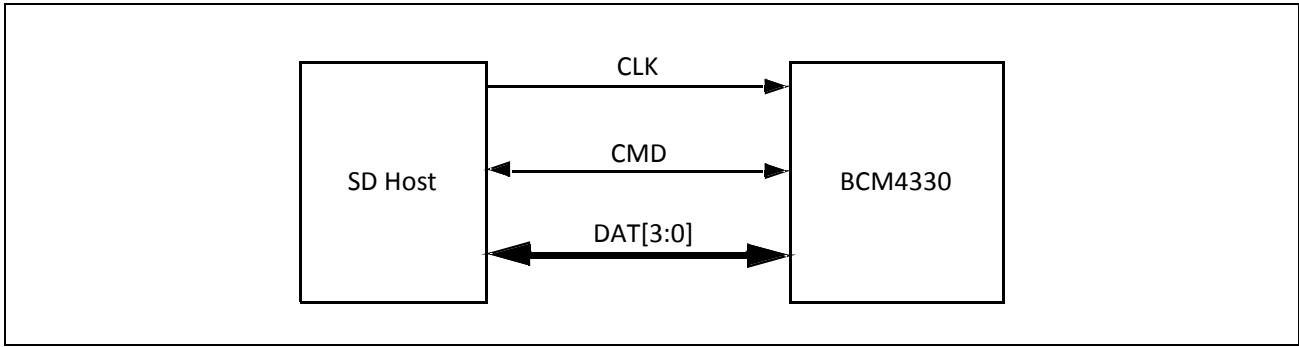 CLK
CMD
SD Host
BCM4330
DAT[3:0]